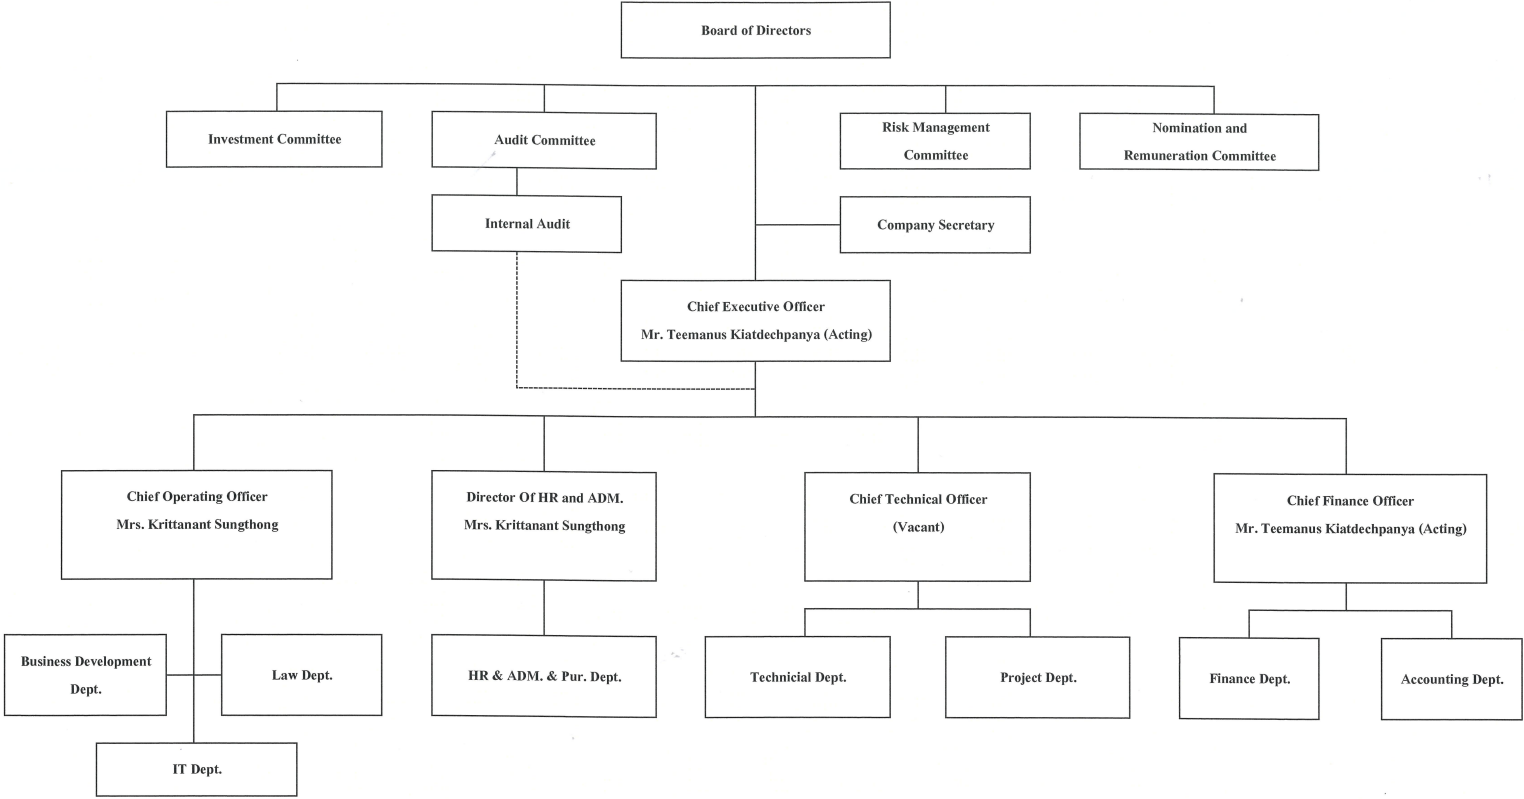 Board of Directors
Investment Committee
Audit Committee
Risk Management
Committee
Nomination and
Remuneration Committee
Internal Audit
Company Secretary
Chief Executive Officer
Mr. Teemanus Kiatdechpanya (Acting)
Chief Operating Officer
Mrs. Krittanant Sungthong
Director Of HR and ADM.
Mrs. Krittanant Sungthong
Chief Technical Officer
(Vacant)
Chief Finance Officer
Mr. Teemanus Kiatdechpanya (Acting)
Business Development
Dept.
Law Dept.
HR & ADM. & Pur. Dept.
Technicial Dept.
Project Dept.
Finance Dept.
Accounting Dept.
IT Dept.